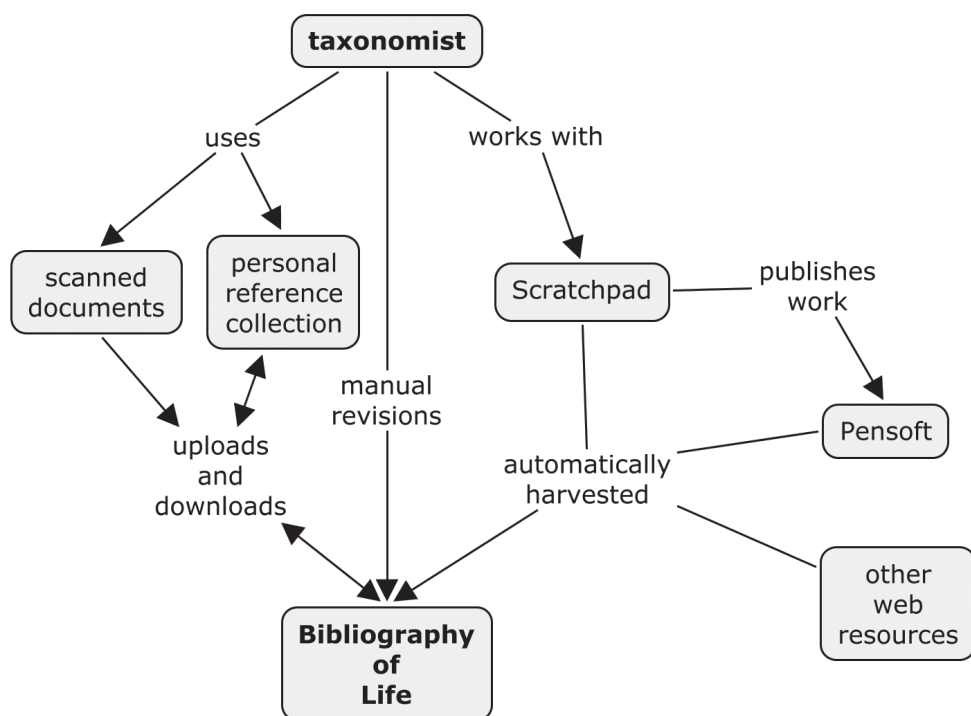 taxonomist
uses
works with
scanned
documents
personal
reference
collection
Scratchpad
publishes
work
manual
revisions
Pensoft
uploads
and
downloads
automatically
harvested
other
web
resources
Bibliography
of
Life